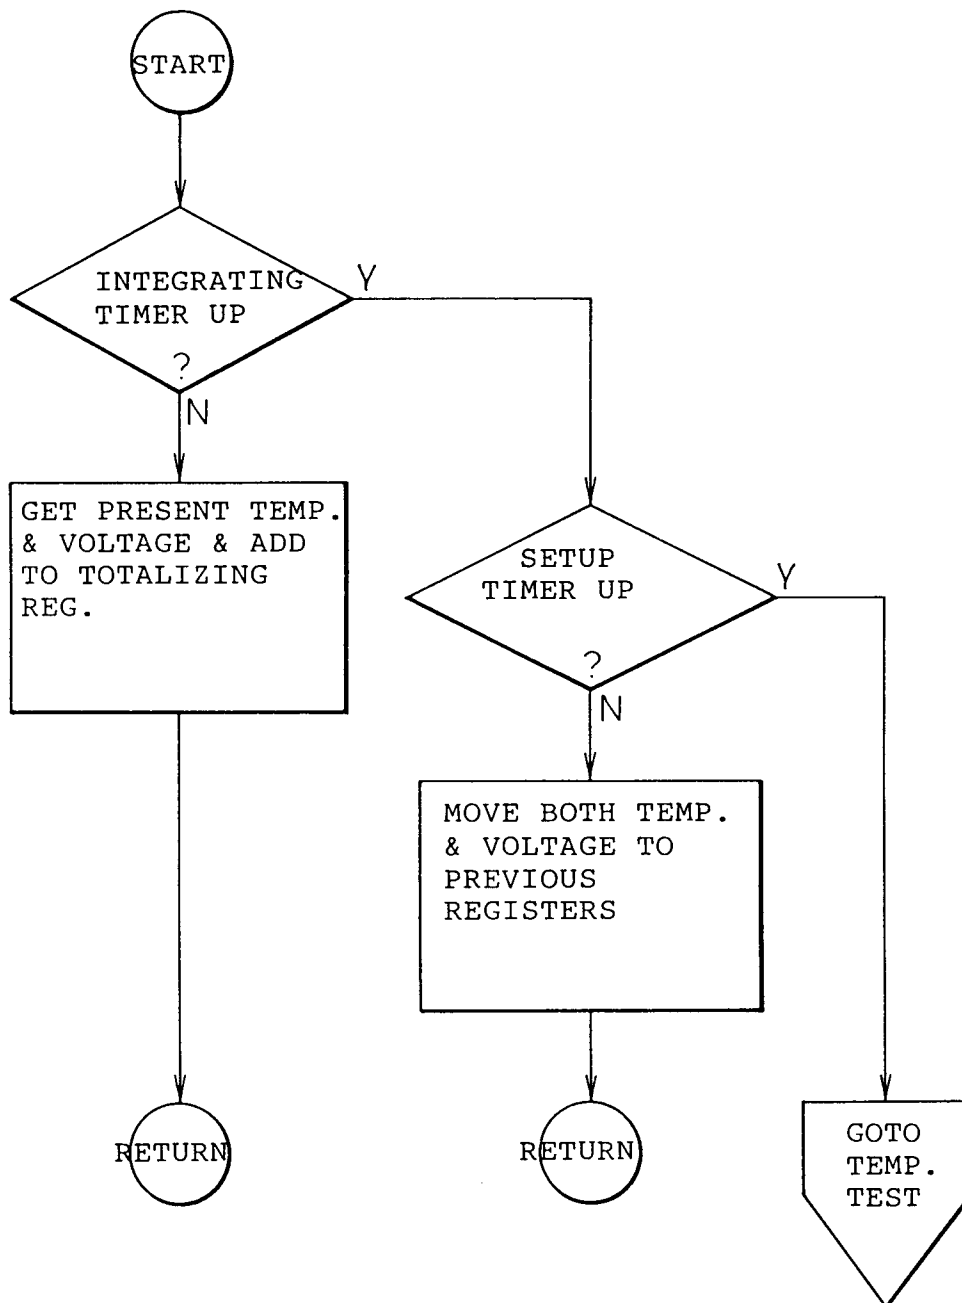 START
INTEGRATING
TIMER UP
?
Y
N
GET PRESENT TEMP.
& VOLTAGE & ADD
TO TOTALIZING
REG.
SETUP
TIMER UP
?
Y
N
MOVE BOTH TEMP.
& VOLTAGE TO
PREVIOUS
REGISTERS
RETURN
RETURN
GOTO
TEMP.
TEST